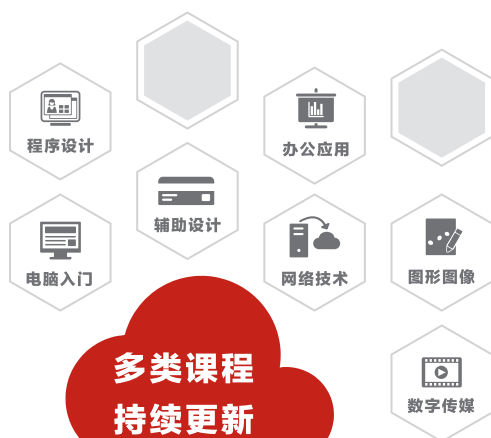 程序设计
办公应用
辅助设计
电脑入门
网络技术
图形图像
多类课程
持续更新
数字传媒